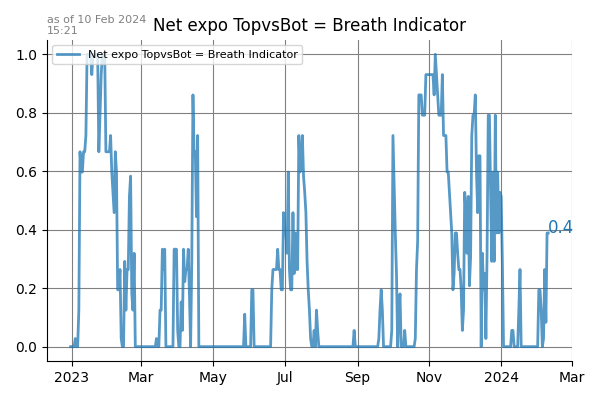 as of 10 Feb 2024
15:21
Net expo TopvsBot = Breath Indicator
Net expo TopvsBot = Breath Indicator
1.0
0.8
0.6
0.4
0.2
0.0
0.4
2023 Mar May Jul Sep Nov 2024 Mar